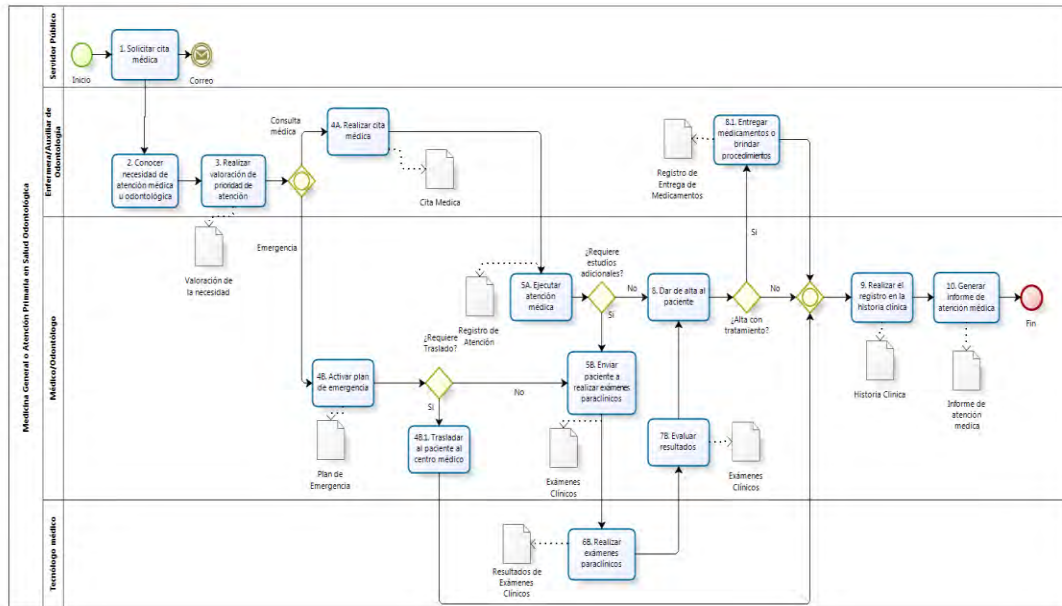 Medicina General o Atención Primaria en Salud Odontológica
Servidor Público
Inicio
1. Solicitar cita
médica
Correo
Enfermera/Auxiliar de
Odontología
2. Conocer
necesidad de
atención médica
u odontológica
3. Realizar
valoración de
prioridad de
atención
Valoración de
la necesidad
Consulta
médica
Emergencia
4A. Realizar cita
médica
Cita Medica
8.1. Entregar
medicamentos o
brindar
procedimientos
Registro de
Entrega de
Medicamentos
Médico/Odontólogo
4B. Activar plan
de emergencia
Plan de
Emergencia
¿Requiere
Traslado?
No
Si
4B.1. Trasladar
al paciente al
centro médico
5A. Ejecutar
atención
médica
Registro de
Atención
¿Requiere
estudios
adicionales?
No
Si
5B. Enviar
paciente a
realizar exámenes
paraclínicos
Exámenes
Clínicos
8. Dar de alta al
paciente
7B. Evaluar
resultados
Exámenes
Clínicos
Si
¿Alta con
tratamiento?
No
9. Realizar el
registro en la
historia clínica
Historia Clinica
10. Generar
informe de
atención médica
Informe de
atención
medica
Fin
Tecnólogo médico
6B. Realizar
exámenes
paraclínicos
Resultados de
Exámenes
Clínicos